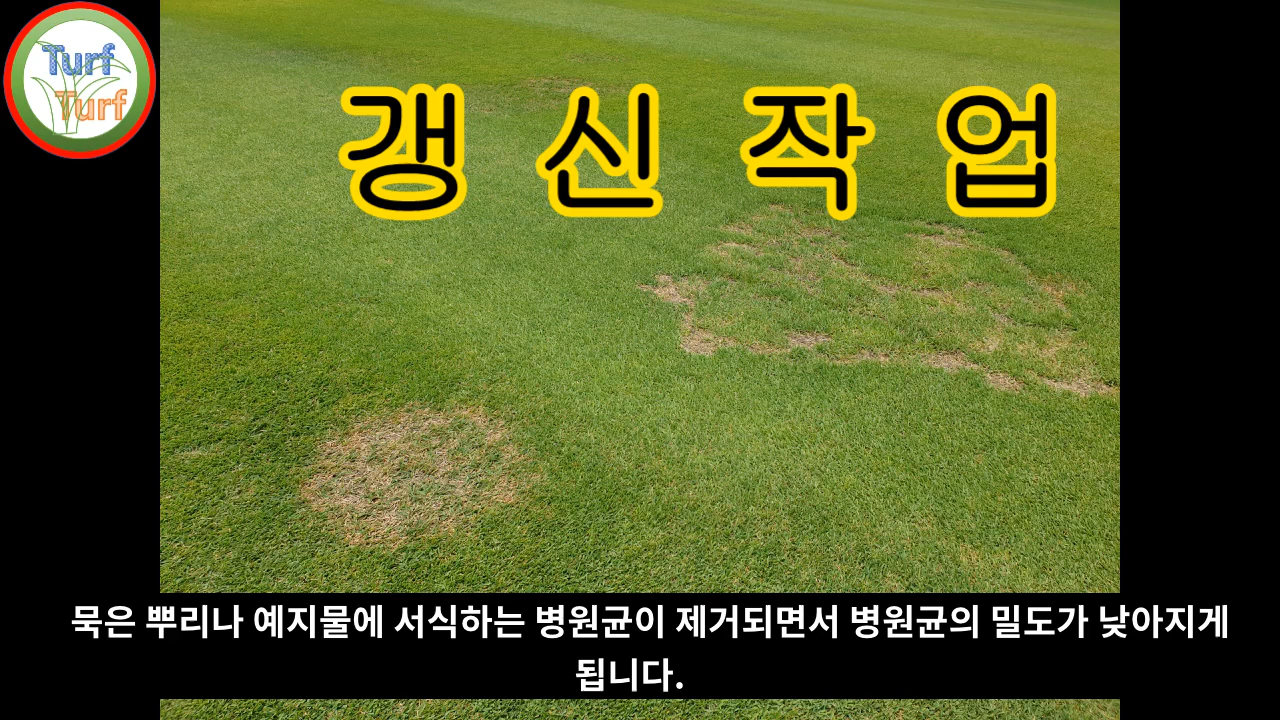 Turf
Turf
갱 신 작 업
묵은 뿌리나 예지물에 서식하는 병원균이 제거되면서 병원균의 밀도가 낮아지게
됩니다.